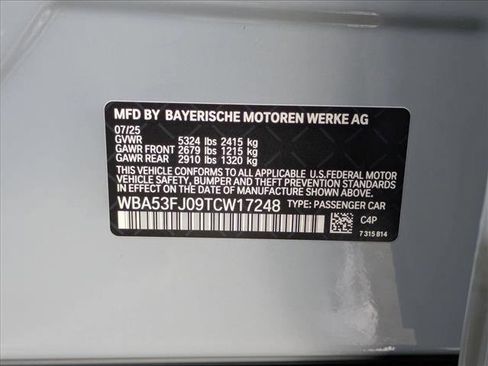 MFD BY BAYERISCHE MOTOREN WERKE AG
07/25
GVWR 5324 lbs 2415 kg
GAWR FRONT 2679 lbs 1215 kg
GAWR REAR 2910 lbs 1320 kg
THIS VEHICLE CONFORMS TO ALL APPLICABLE U.S.FEDERAL MOTOR
VEHICLE SAFETY, BUMPER AND THEFT PREVENTION STANDARDS
IN EFFECT ON THE DATE OF MANUFACTURE SHOWN ABOVE.
WBA53FJ09TCW17248 TYPE: PASSENGER CAR
C4P
7 315 814